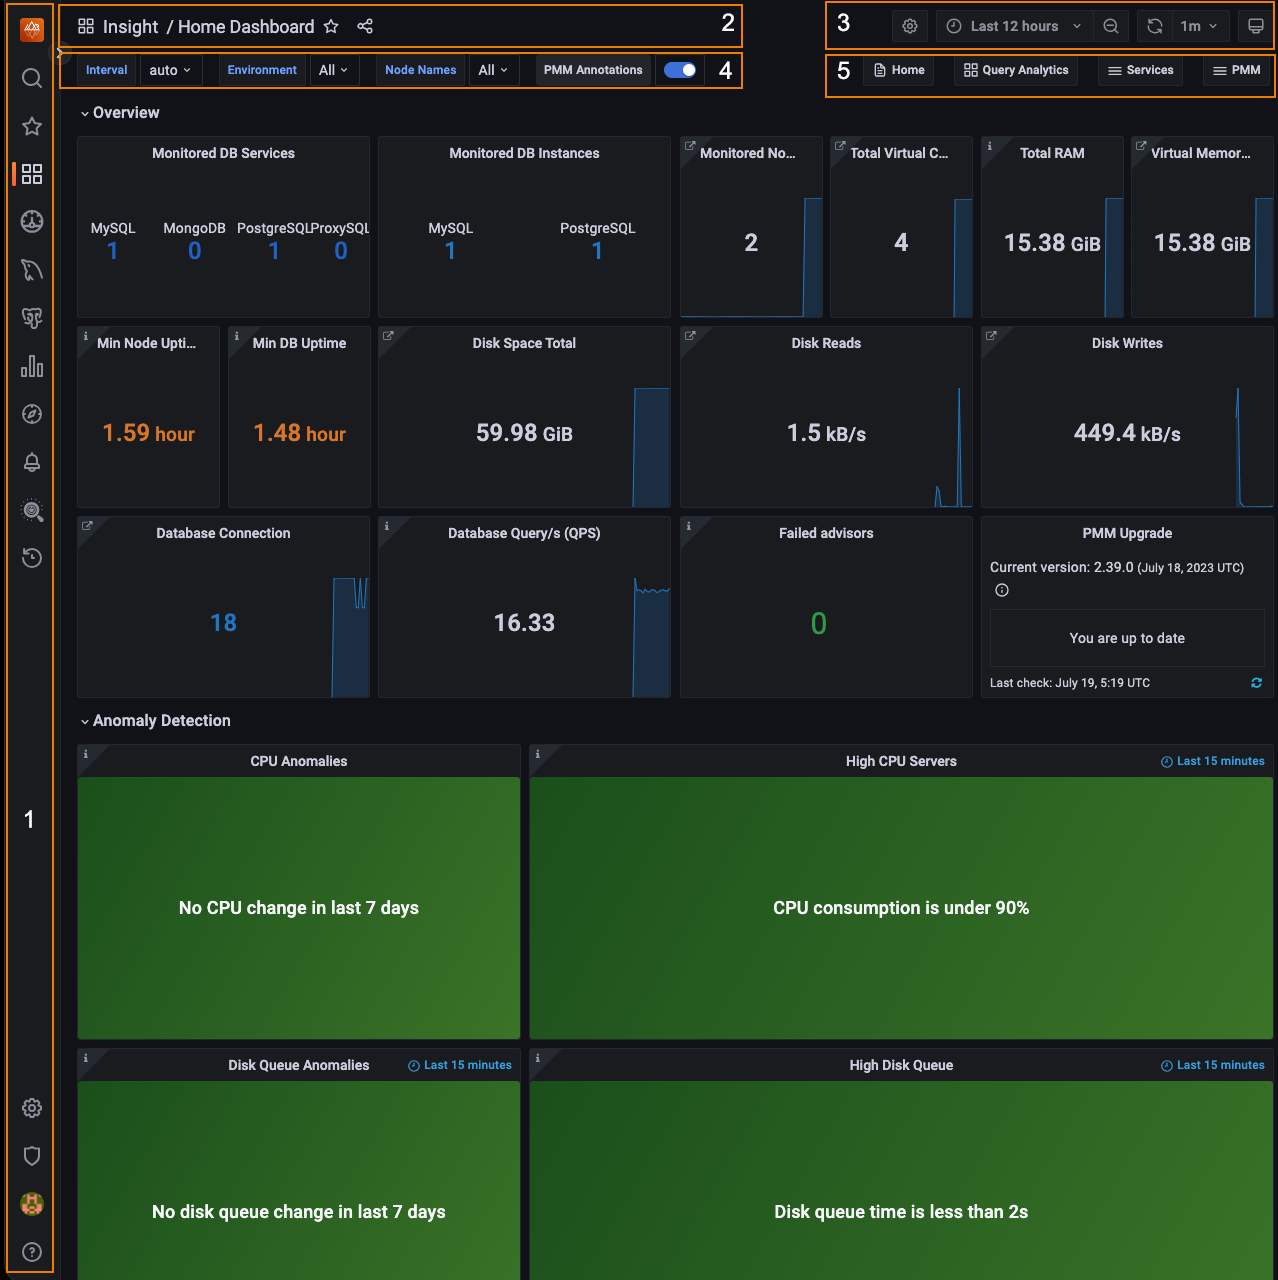 Insight / Home Dashboard
2
3
Last 12 hours
1m
Interval
auto
Environment
All
Node Names
All
PMM Annotations
4
5
Home
Query Analytics
Services
PMM
Overview
Monitored DB Services
MySQL
1
MongoDB
0
PostgreSQL
1
ProxySQL
0
Monitored DB Instances
MySQL
1
PostgreSQL
1
Monitored No...
2
Total Virtual C...
4
Total RAM
15.38 GiB
Virtual Memor...
15.38 GiB
Min Node Upti...
1.59 hour
Min DB Uptime
1.48 hour
Disk Space Total
59.98 GiB
Disk Reads
1.5 kB/s
Disk Writes
449.4 kB/s
Database Connection
18
Database Query/s (QPS)
16.33
Failed advisors
0
PMM Upgrade
Current version: 2.39.0 (July 18, 2023 UTC)
You are up to date
Last check: July 19, 5:19 UTC
Anomaly Detection
1
CPU Anomalies
No CPU change in last 7 days
High CPU Servers
Last 15 minutes
CPU consumption is under 90%
Disk Queue Anomalies
Last 15 minutes
No disk queue change in last 7 days
High Disk Queue
Last 15 minutes
Disk queue time is less than 2s